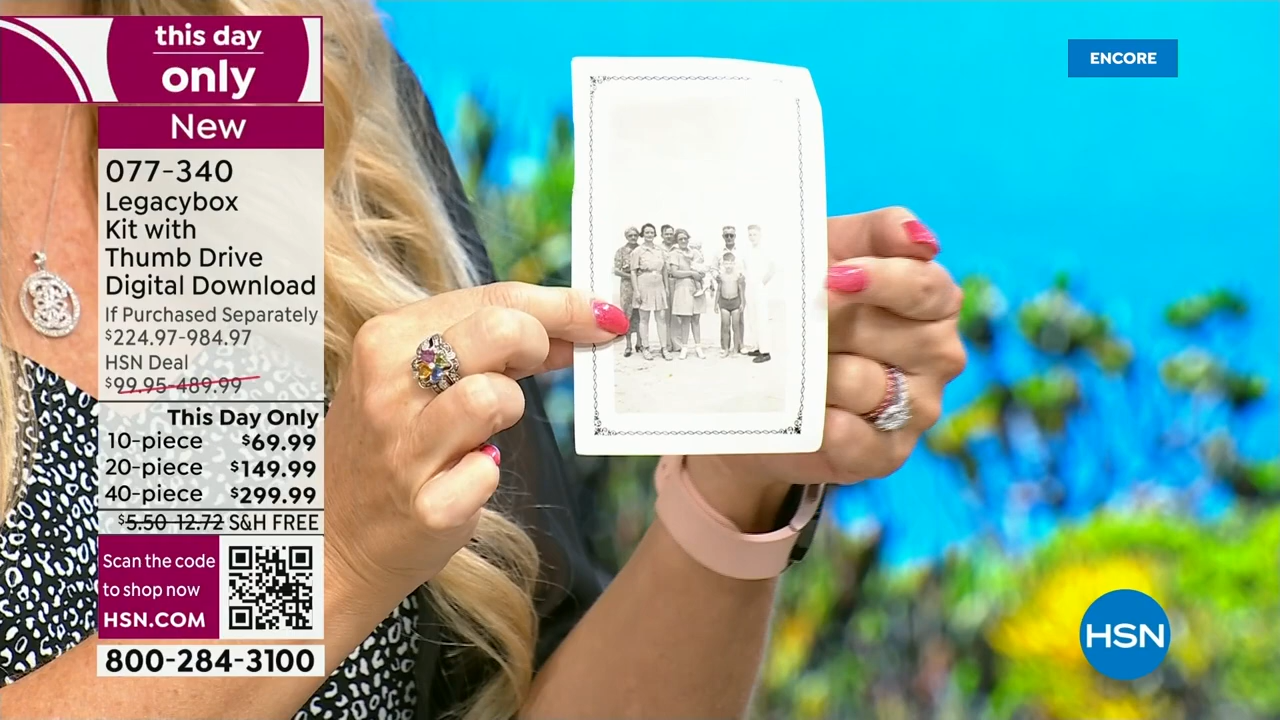 this day
only
New
077-340
Legacybox
Kit with
Thumb Drive
Digital Download
If Purchased Separately
$224.97-984.97
HSN Deal
$99.95-489.99
This Day Only
10-piece $69.99
20-piece $149.99
40-piece $299.99
$5.50-12.72 S&H FREE
Scan the code
to shop now
HSN.COM
800-284-3100
ENCORE
HSN